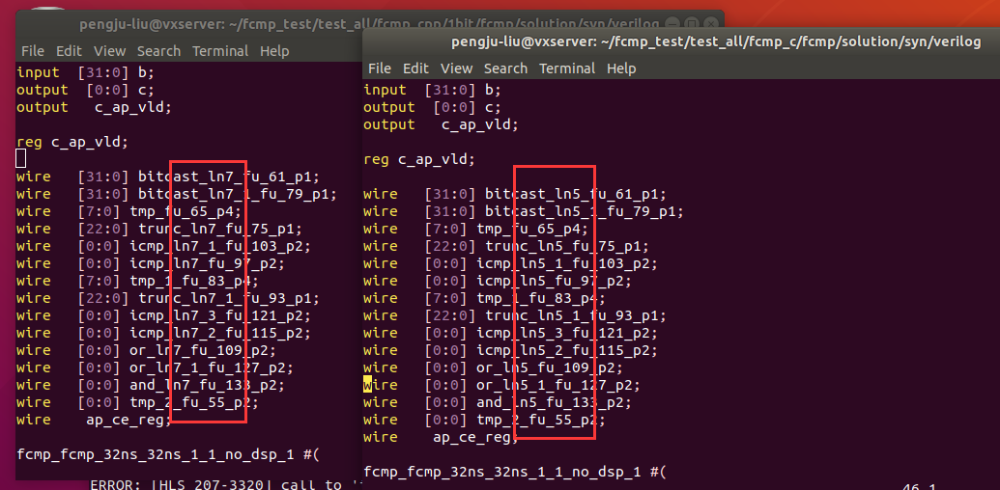 pengju-liu@vxserver: ~/fcmp_test/test_all/fcmp_cpp/1bit/fcmp/solution/syn/verilog
File Edit View Search Terminal Help
input [31:0] b;
output [0:0] c;
output c_ap_vld;
reg c_ap_vld;
wire [31:0] bitcast_ln7_fu_61_p1;
wire [31:0] bitcast_ln7_1_fu_79_p1;
wire [7:0] tmp_fu_65_p4;
wire [22:0] trunc_ln7_fu_75_p1;
wire [0:0] icmp_ln7_1_fu_103_p2;
wire [0:0] icmp_ln7_fu_97_p2;
wire [7:0] tmp_1_fu_83_p4;
wire [22:0] trunc_ln7_1_fu_93_p1;
wire [0:0] icmp_ln7_3_fu_121_p2;
wire [0:0] icmp_ln7_2_fu_115_p2;
wire [0:0] or_ln7_fu_109_p2;
wire [0:0] or_ln7_1_fu_127_p2;
wire [0:0] and_ln7_fu_133_p2;
wire [0:0] tmp_2_fu_55_p2;
wire ap_ce_reg;
fcmp_fcmp_32ns_32ns_1_1_no_dsp_1 #(
ERROR: [HLS 207-3320] call to '
pengju-liu@vxserver: ~/fcmp_test/test_all/fcmp_c/fcmp/solution/syn/verilog
File Edit View Search Terminal Help
input [31:0] b;
output [0:0] c;
output c_ap_vld;
reg c_ap_vld;
wire [31:0] bitcast_ln5_fu_61_p1;
wire [31:0] bitcast_ln5_1_fu_79_p1;
wire [7:0] tmp_fu_65_p4;
wire [22:0] trunc_ln5_fu_75_p1;
wire [0:0] icmp_ln5_1_fu_103_p2;
wire [0:0] icmp_ln5_fu_97_p2;
wire [7:0] tmp_1_fu_83_p4;
wire [22:0] trunc_ln5_1_fu_93_p1;
wire [0:0] icmp_ln5_3_fu_121_p2;
wire [0:0] icmp_ln5_2_fu_115_p2;
wire [0:0] or_ln5_fu_109_p2;
wire [0:0] or_ln5_1_fu_127_p2;
wire [0:0] and_ln5_fu_133_p2;
wire [0:0] tmp_2_fu_55_p2;
wire ap_ce_reg;
fcmp_fcmp_32ns_32ns_1_1_no_dsp_1 #(
46,1